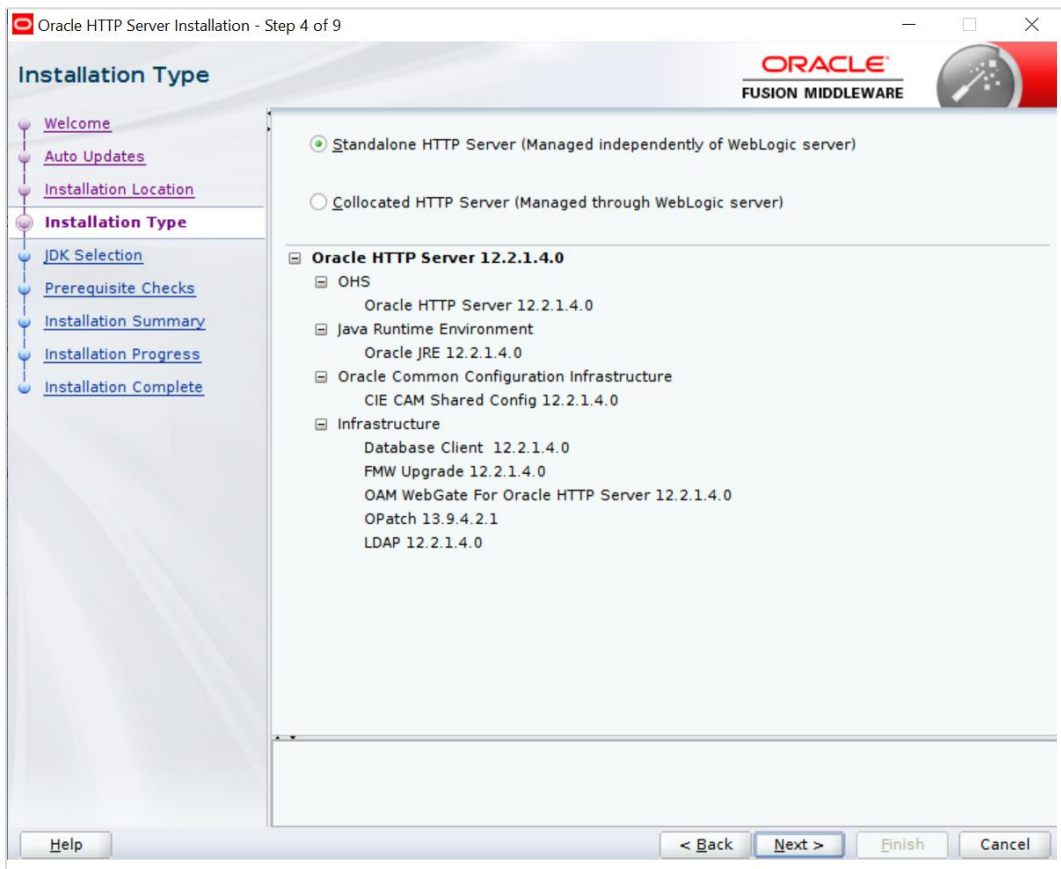 Oracle HTTP Server Installation - Step 4 of 9
Installation Type
ORACLE
FUSION MIDDLEWARE
Welcome
Auto Updates
Installation Location
Installation Type
JDK Selection
Prerequisite Checks
Installation Summary
Installation Progress
Installation Complete
Standalone HTTP Server (Managed independently of WebLogic server)
Collocated HTTP Server (Managed through WebLogic server)
Oracle HTTP Server 12.2.1.4.0
OHS
Oracle HTTP Server 12.2.1.4.0
Java Runtime Environment
Oracle JRE 12.2.1.4.0
Oracle Common Configuration Infrastructure
CIE CAM Shared Config 12.2.1.4.0
Infrastructure
Database Client 12.2.1.4.0
FMW Upgrade 12.2.1.4.0
OAM WebGate For Oracle HTTP Server 12.2.1.4.0
OPatch 13.9.4.2.1
LDAP 12.2.1.4.0
Help
< Back
Next >
Finish
Cancel